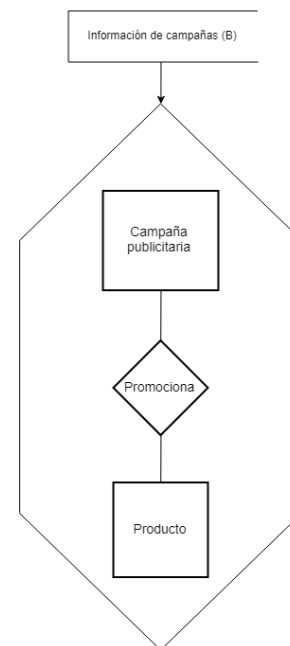 Información de campañas (B)
Campaña
publicitaria
Promociona
Producto